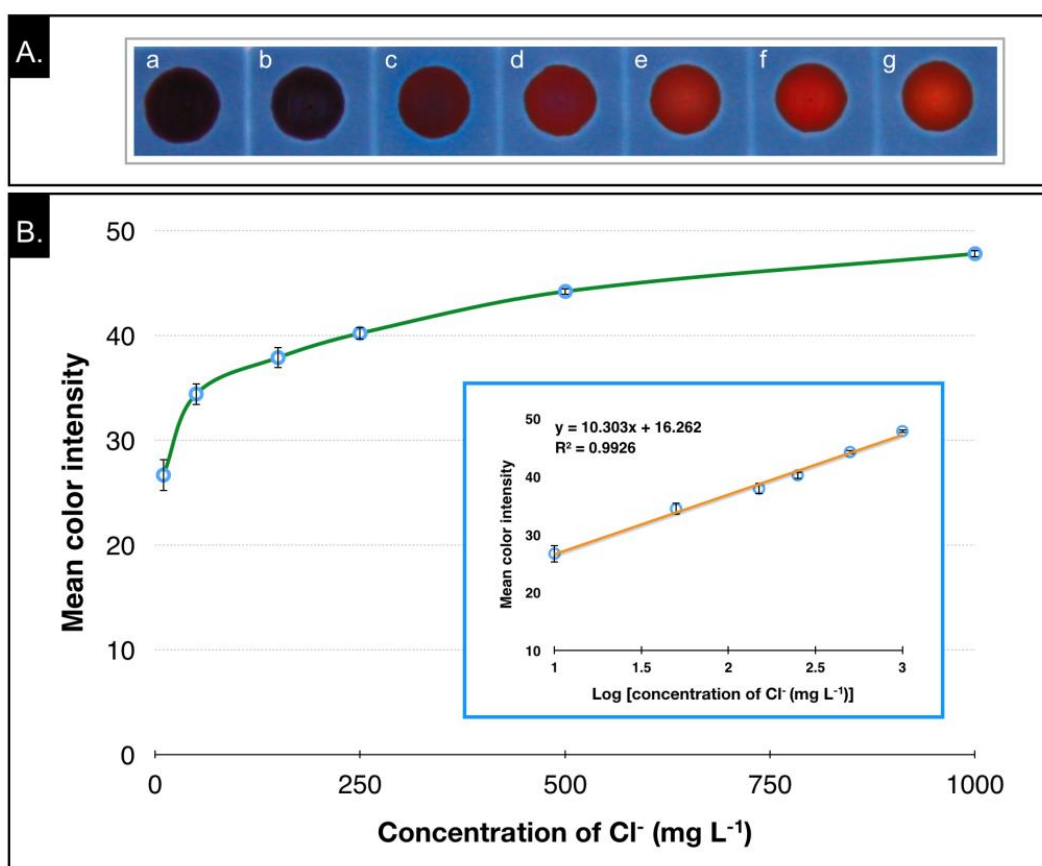 A.
a b c d e f g
B.
50
40
30
20
10
0
Mean color intensity
0 250 500 750 1000
Concentration of Cl⁻ (mg L⁻¹)
y = 10.303x + 16.262
R² = 0.9926
50
40
30
20
10
Mean color intensity
1 1.5 2 2.5 3
Log [concentration of Cl⁻ (mg L⁻¹)]